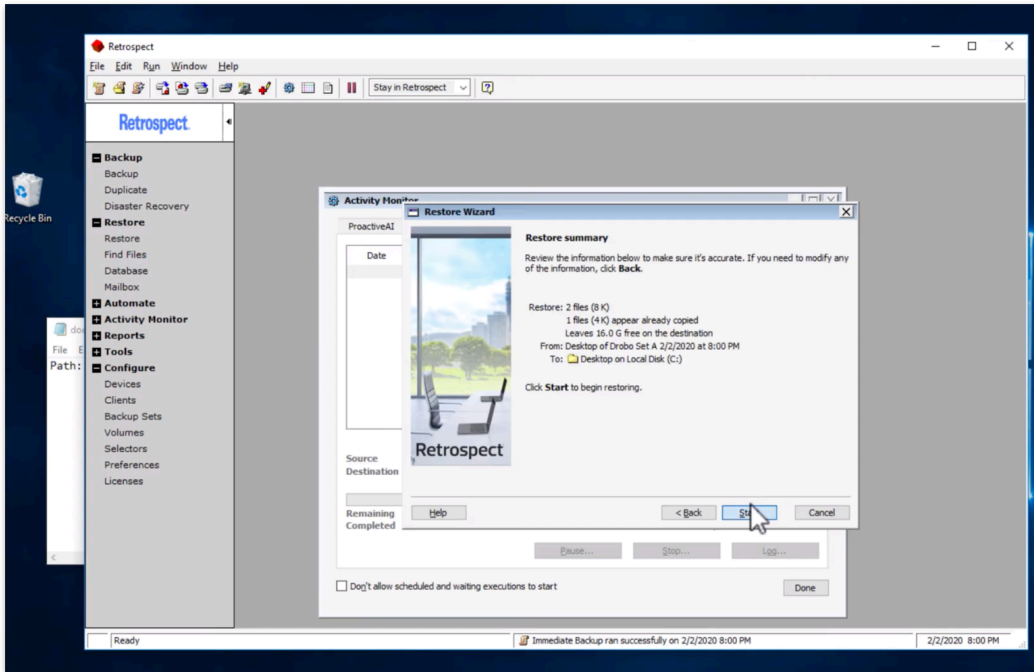 Retrospect
File Edit Run Window Help
Stay in Retrospect
Retrospect
Backup
Backup
Duplicate
Disaster Recovery
Restore
Restore
Find Files
Database
Mailbox
Automate
Activity Monitor
Reports
Tools
Configure
Devices
Clients
Backup Sets
Volumes
Selectors
Preferences
Licenses
Recycle Bin
File
Path:
Activity Monitor
ProactiveAI
Date
Source
Destination
Remaining
Completed
Pause... Stop... Log...
Don't allow scheduled and waiting executions to start
Done
Restore Wizard
Restore summary
Review the information below to make sure it's accurate. If you need to modify any
of the information, click Back.
Restore: 2 files (8 K)
1 files (4 K) appear already copied
Leaves 16.0 G free on the destination
From: Desktop of Drobo Set A 2/2/2020 at 8:00 PM
To: Desktop on Local Disk (C:)
Click Start to begin restoring.
Retrospect
Help < Back Cancel
Ready
Immediate Backup ran successfully on 2/2/2020 8:00 PM
2/2/2020 8:00 PM